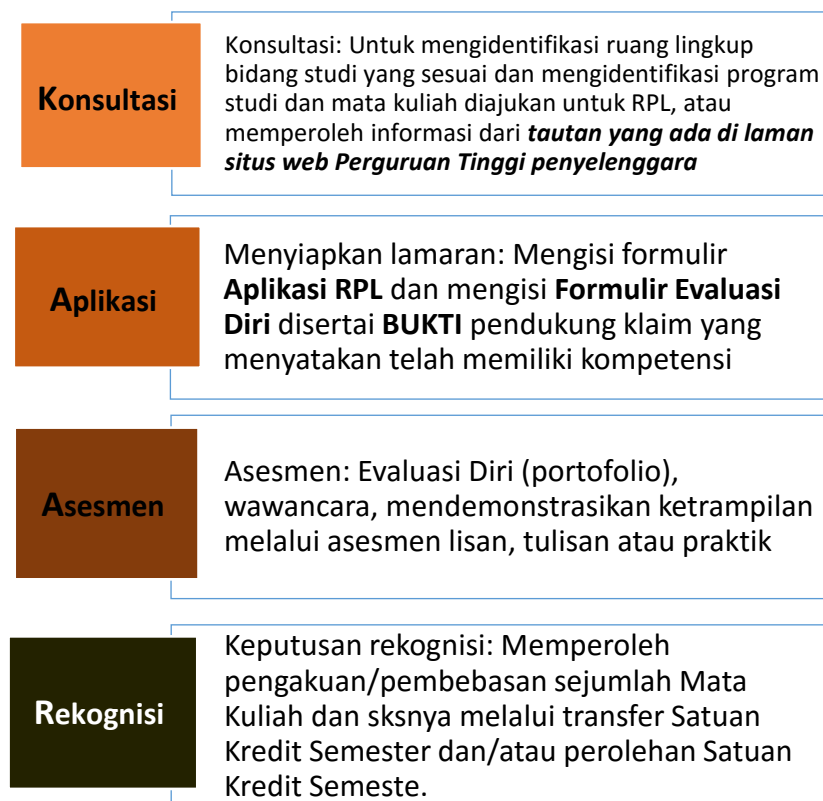 Konsultasi
Konsultasi: Untuk mengidentifikasi ruang lingkup
bidang studi yang sesuai dan mengidentifikasi program
studi dan mata kuliah diajukan untuk RPL, atau
memperoleh informasi dari tautan yang ada di laman
situs web Perguruan Tinggi penyelenggara
Aplikasi
Menyiapkan lamaran: Mengisi formulir
Aplikasi RPL dan mengisi Formulir Evaluasi
Diri disertai BUKTI pendukung klaim yang
menyatakan telah memiliki kompetensi
Asesmen
Asesmen: Evaluasi Diri (portofolio),
wawancara, mendemonstrasikan ketrampilan
melalui asesmen lisan, tulisan atau praktik
Rekognisi
Keputusan rekognisi: Memperoleh
pengakuan/pembebasan sejumlah Mata
Kuliah dan sksnya melalui transfer Satuan
Kredit Semester dan/atau perolehan Satuan
Kredit Semeste.